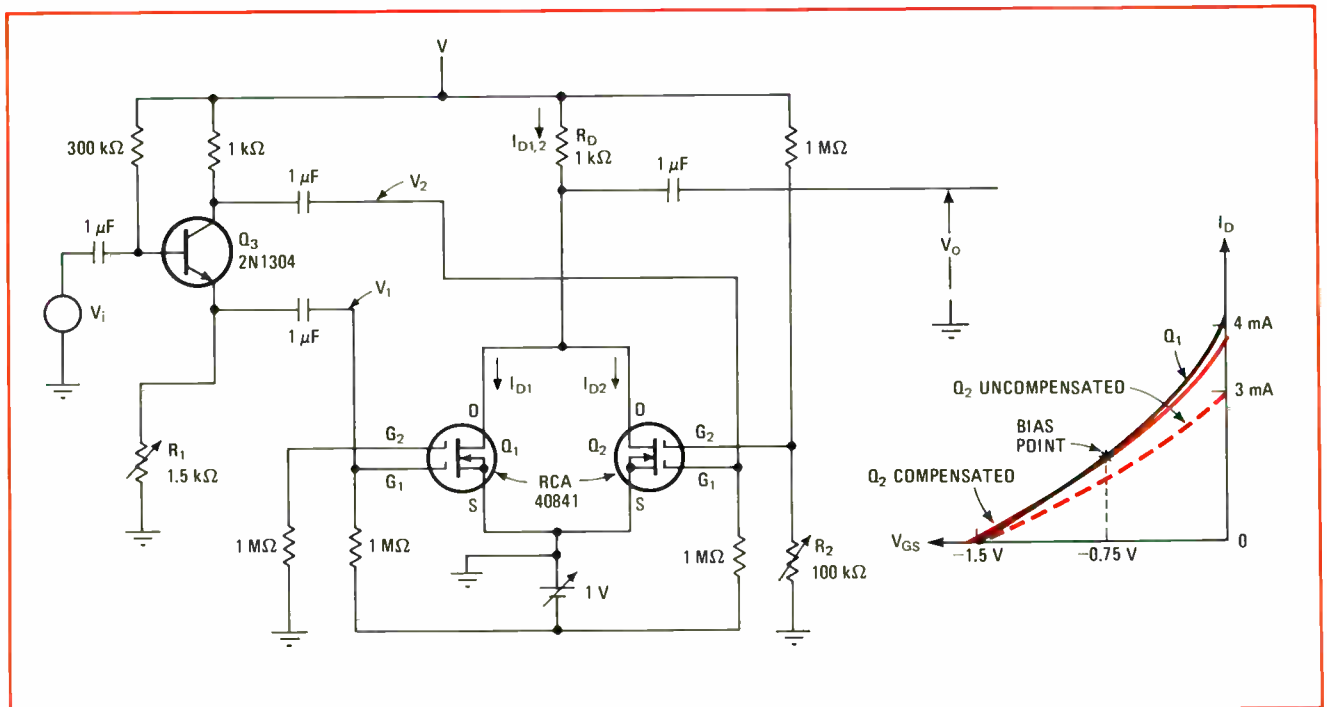 V
300 kΩ
1 kΩ
I_D1,2
R_D
1 kΩ
1 MΩ
1 μF
V_2
1 μF
1 μF
Q_3
2N1304
V_i
V_1
1 μF
V_o
I_D
4 mA
Q_1
Q_2 UNCOMPENSATED
3 mA
BIAS
POINT
Q_2 COMPENSATED
V_GS
-1.5 V
-0.75 V
0
I_D1
I_D2
D
D
G_2
Q_1
Q_2
G_2
G_1
RCA
40841
G_1
S
S
R_1
1.5 kΩ
1 MΩ
1 MΩ
1 V
1 MΩ
R_2
100 kΩ